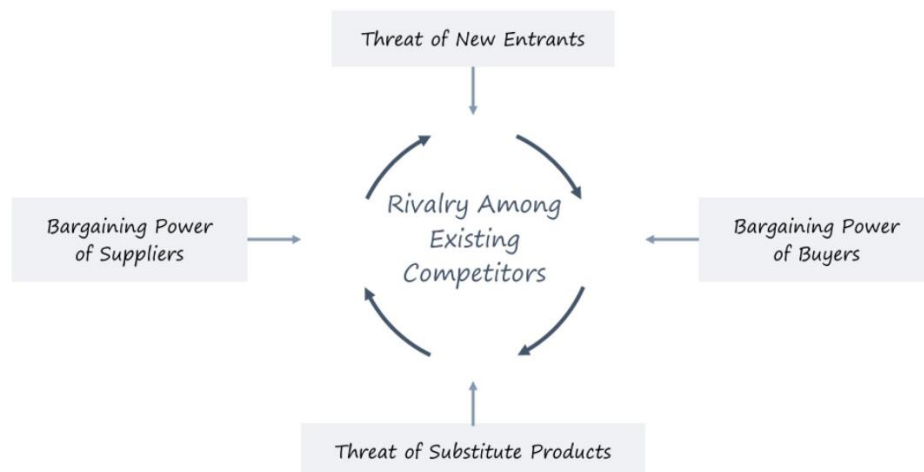 Threat of New Entrants
Rivalry Among
Existing
Competitors
Bargaining Power
of Suppliers
Bargaining Power
of Buyers
Threat of Substitute Products